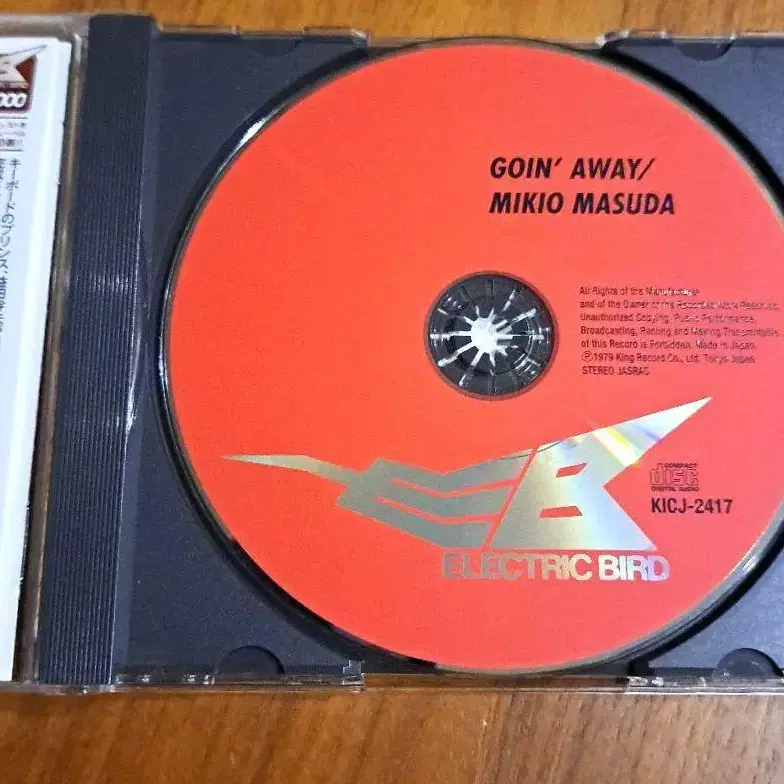 GOIN' AWAY/
MIKIO MASUDA
All Rights of the Manufacturer
and of the Owner of the Recorded Work Reserved.
Unauthorized Copying, Public Performance,
Broadcasting, Renting and Making Transmittable
of this Record is Forbidden. Made in Japan.
Ⓟ1979 King Record Co., Ltd. Tokyo Japan
STEREO JASRAC
COMPACT
disc
DIGITAL AUDIO
KICJ-2417
EB
ELECTRIC BIRD
000
キーボードのプリンス、